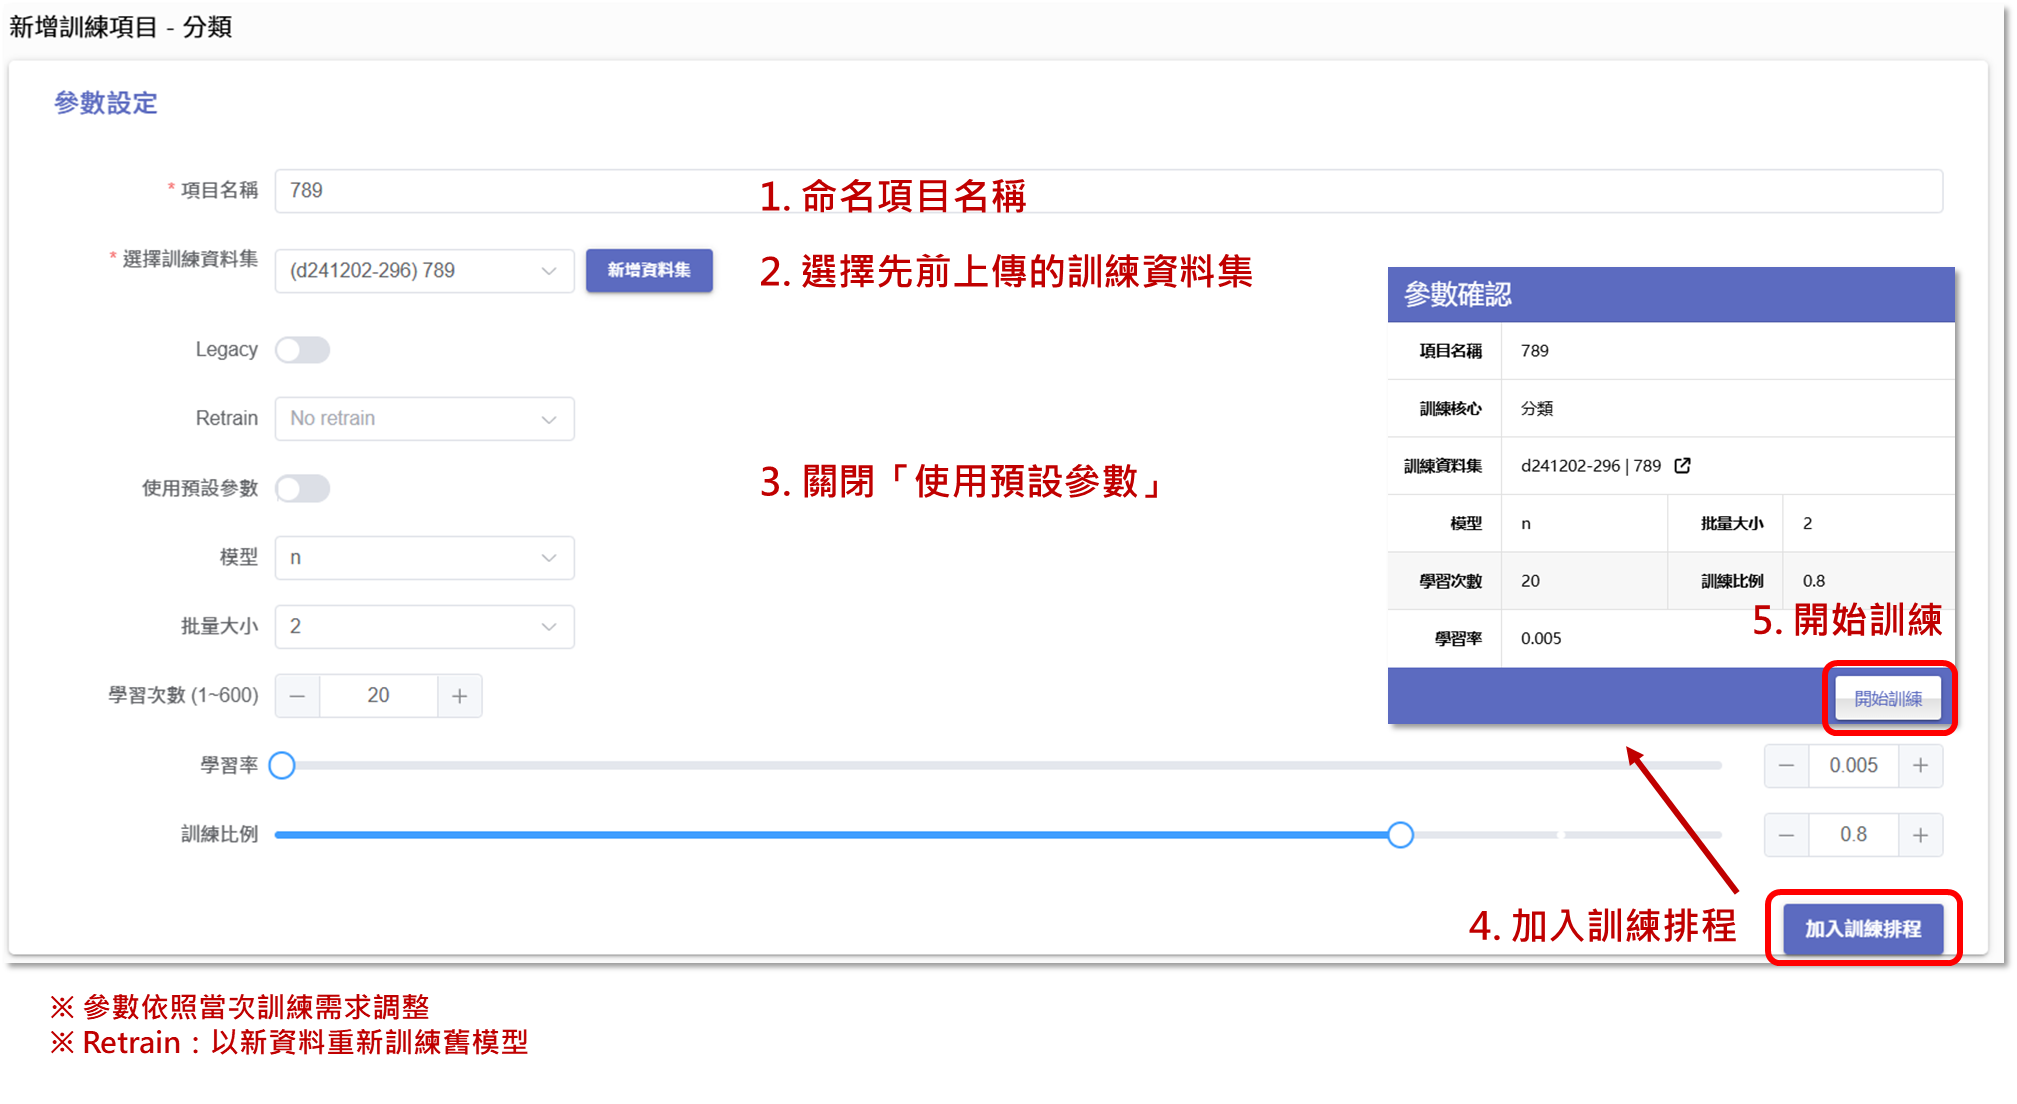 新增訓練項目 - 分類
參數設定
* 項目名稱 789
1. 命名項目名稱
* 選擇訓練資料集 (d241202-296) 789 新增資料集
2. 選擇先前上傳的訓練資料集
Legacy
Retrain No retrain
使用預設參數
3. 關閉「使用預設參數」
模型 n
批量大小 2
學習次數 (1~600) 20
學習率 0.005
訓練比例 0.8
4. 加入訓練排程
加入訓練排程
參數確認
項目名稱 789
訓練核心 分類
訓練資料集 d241202-296 | 789
模型 n 批量大小 2
學習次數 20 訓練比例 0.8
學習率 0.005
5. 開始訓練
開始訓練
※ 參數依照當次訓練需求調整
※ Retrain：以新資料重新訓練舊模型